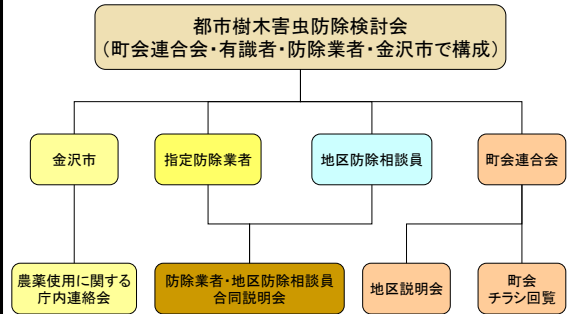 都市樹木害虫防除検討会
(町会連合会・有識者・防除業者・金沢市で構成)
金沢市
指定防除業者
地区防除相談員
町会連合会
農薬使用に関する
庁内連絡会
防除業者・地区防除相談員
合同説明会
地区説明会
町会
チラシ回覧